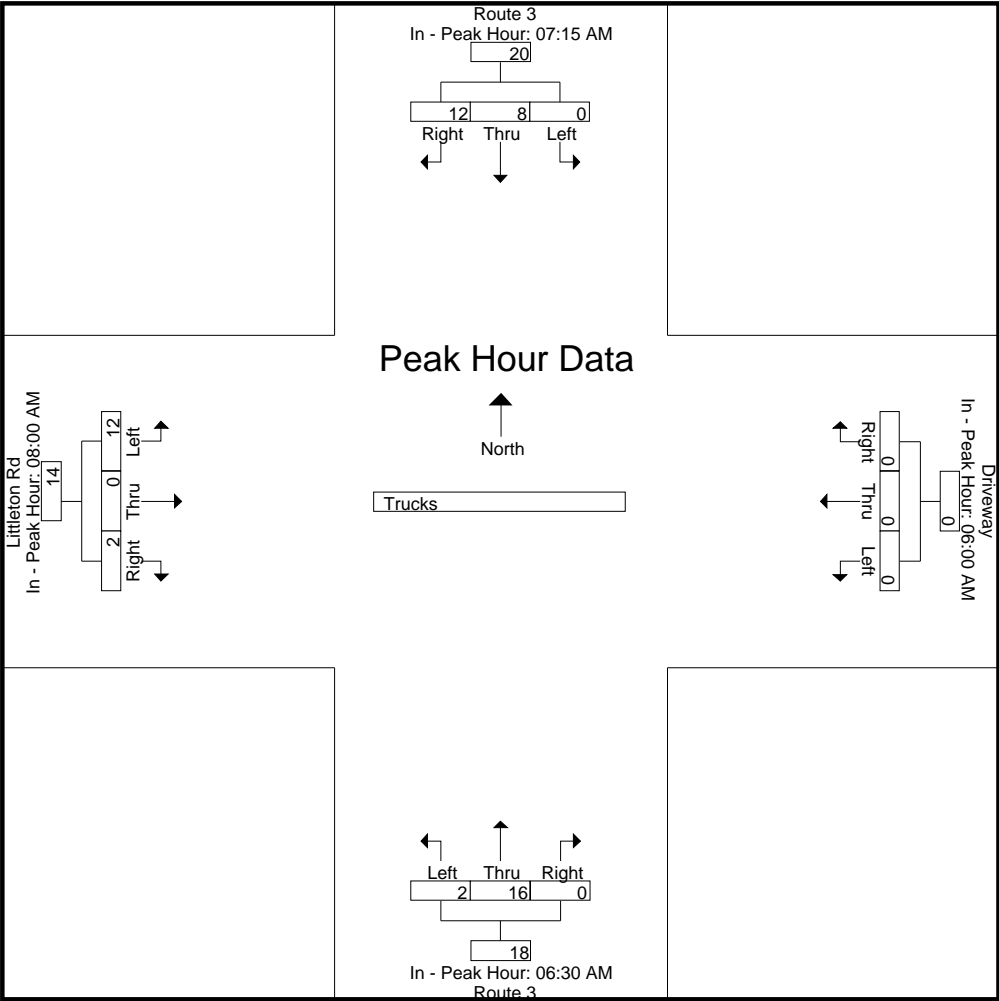 Route 3
In - Peak Hour: 07:15 AM
20
12 8 0
Right Thru Left
Peak Hour Data
North
Trucks
Littleton Rd
In - Peak Hour: 08:00 AM
14
12 0 2
Left Thru Right
Driveway
In - Peak Hour: 06:00 AM
0
0 0 0
Right Thru Left
Left Thru Right
2 16 0
18
In - Peak Hour: 06:30 AM
Route 3